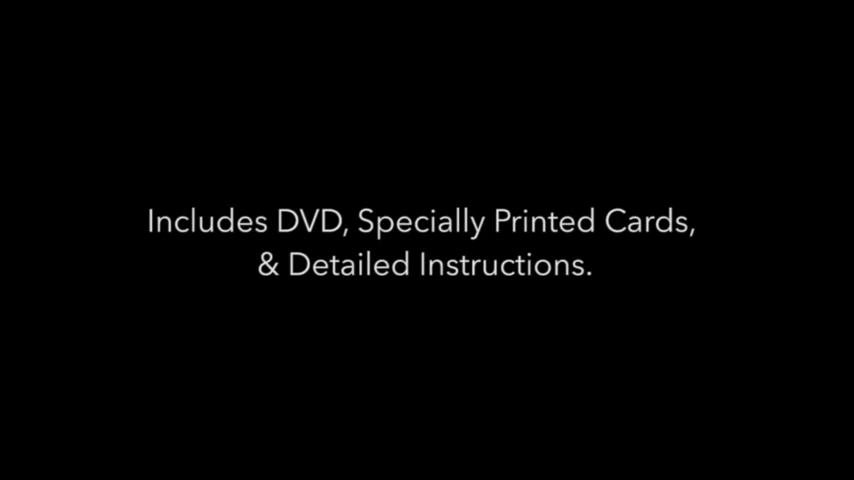 Includes DVD, Specially Printed Cards,
& Detailed Instructions.